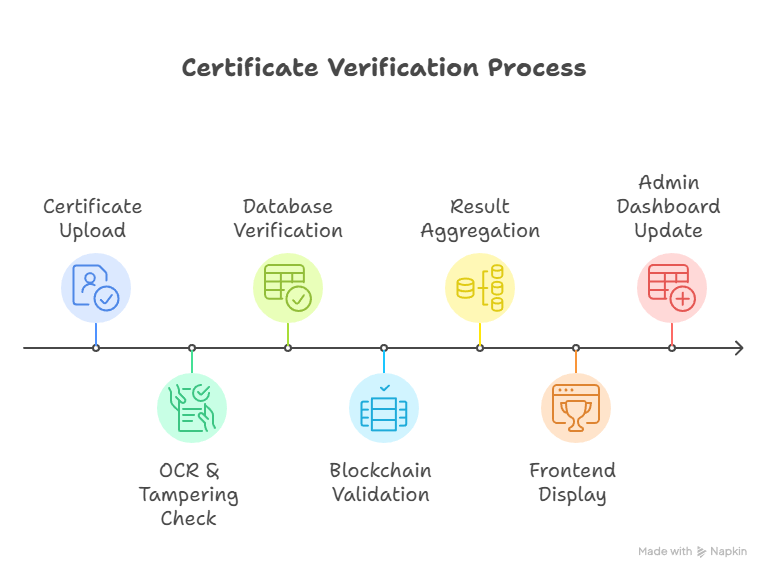 Certificate Verification Process
Certificate
Upload
Database
Verification
Result
Aggregation
Admin
Dashboard
Update
OCR &
Tampering
Check
Blockchain
Validation
Frontend
Display
Made with Napkin